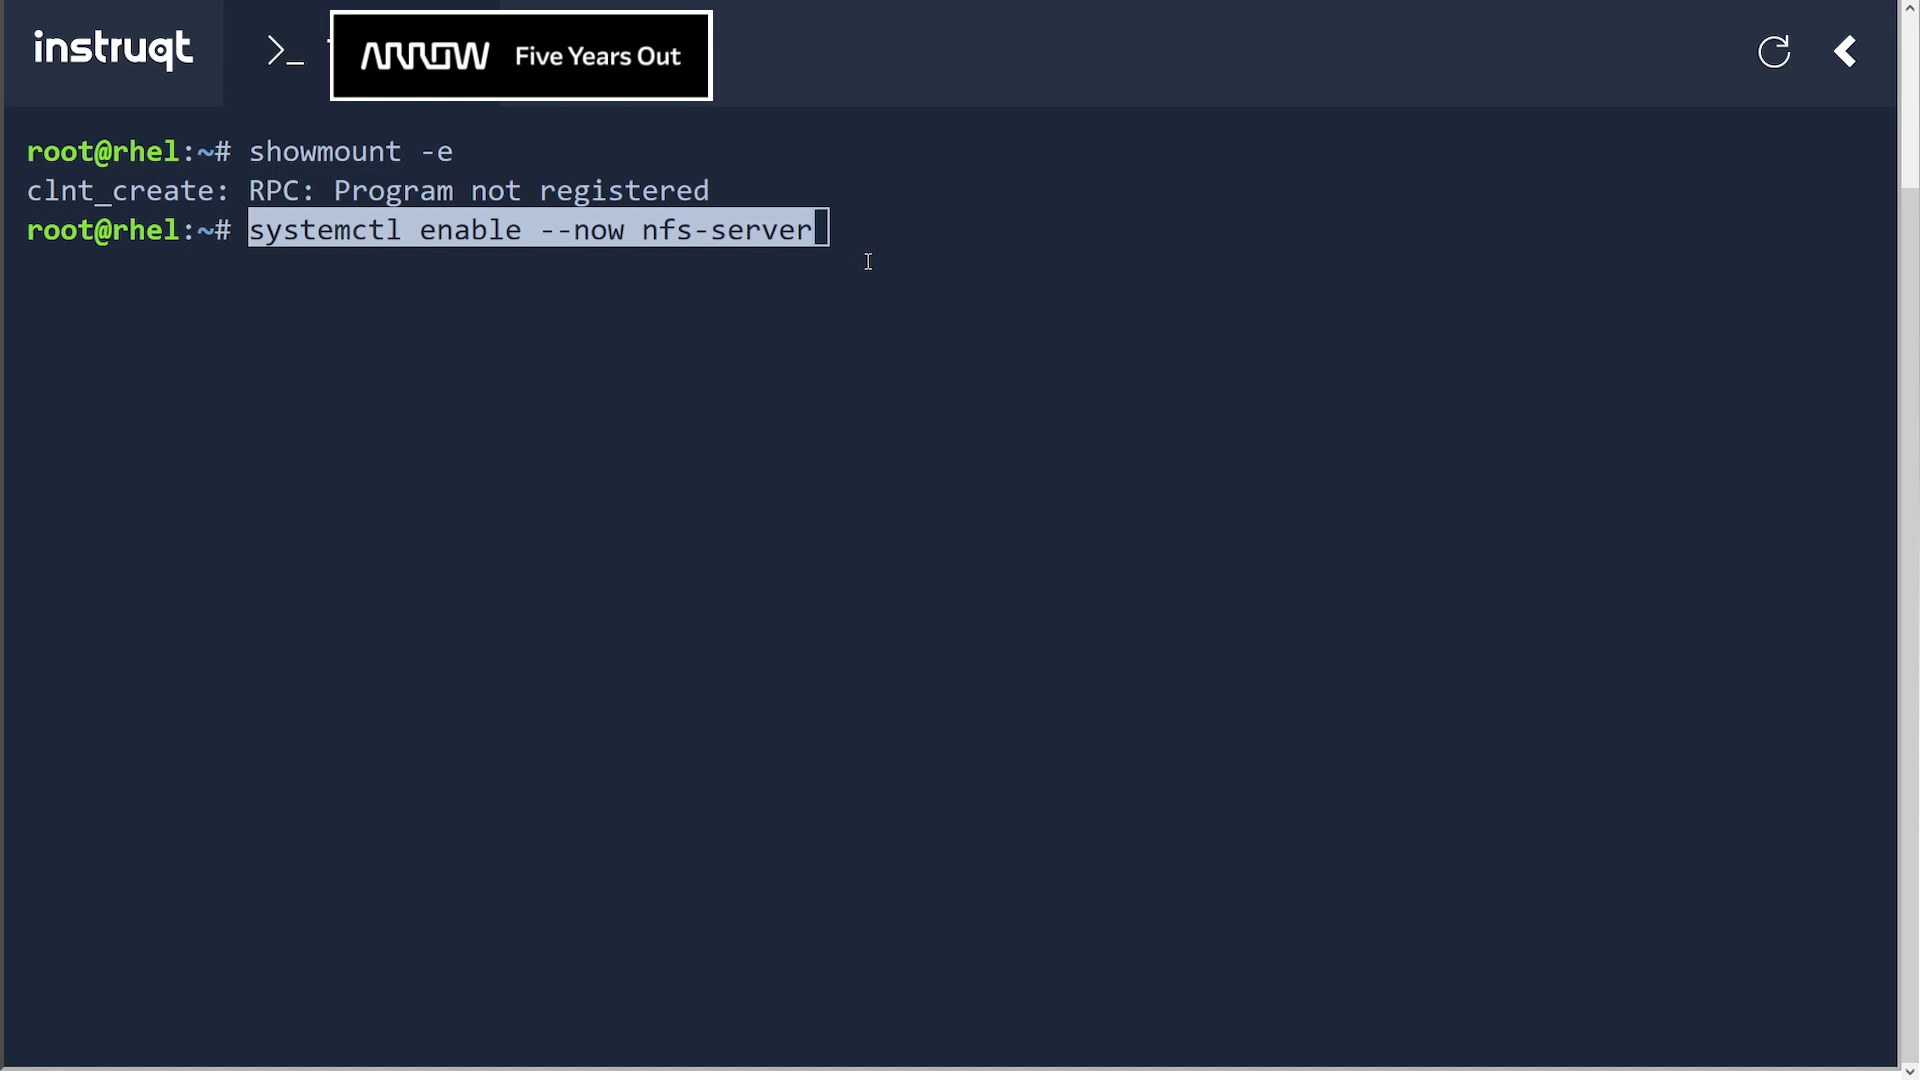 instruqt
>_
ARROW Five Years Out
root@rhel:~# showmount -e
clnt_create: RPC: Program not registered
root@rhel:~# systemctl enable --now nfs-server